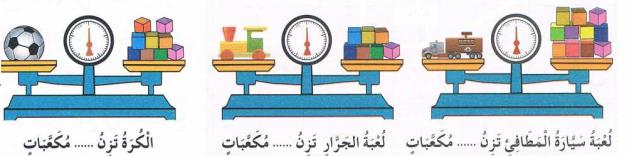 لُعْبَةُ سَيَّارَةُ الْمَطَافِئِ تَزِنُ ...... مُكَعَّبَاتٍ
لُعْبَةُ الْجَرَّارِ تَزِنُ ...... مُكَعَّبَاتٍ
الْكُرَةُ تَزِنُ ...... مُكَعَّبَاتٍ